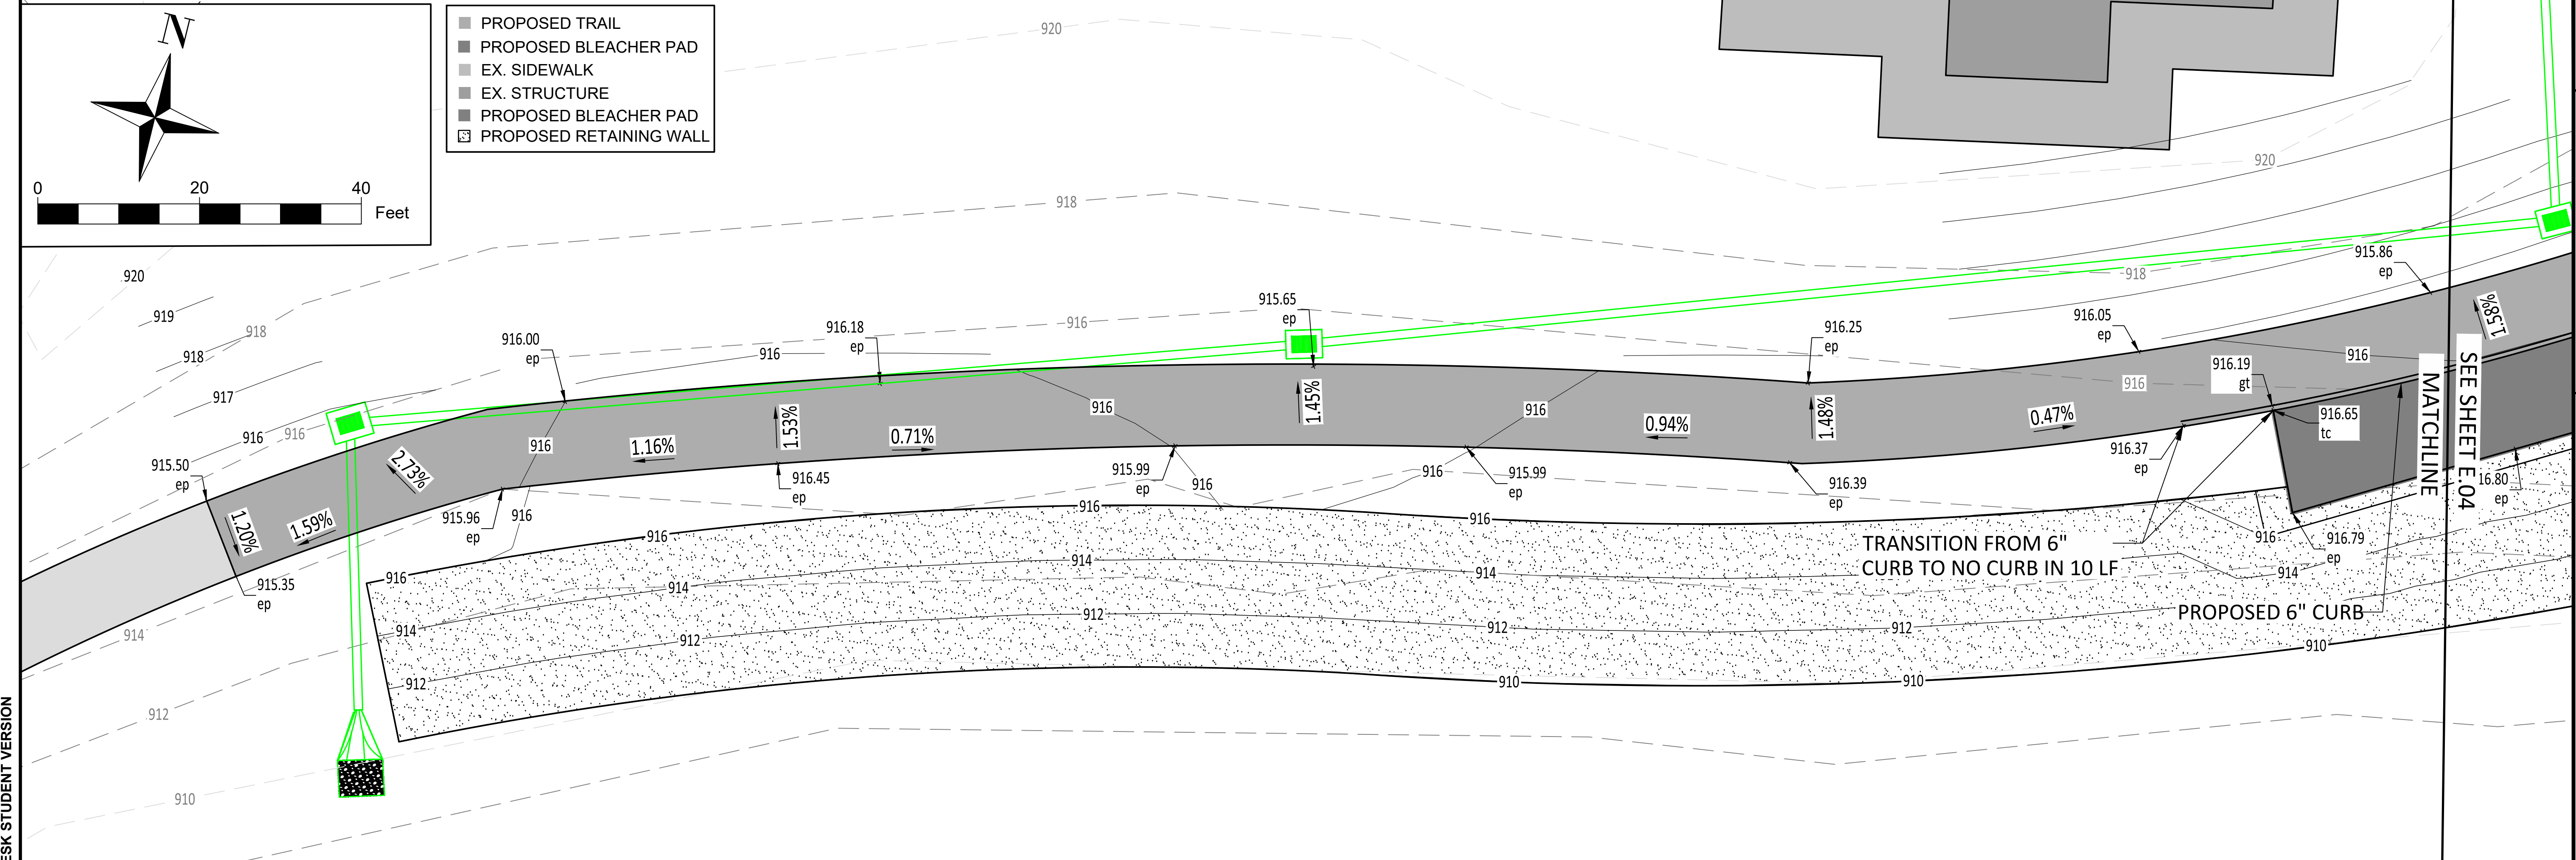 N
0 20 40
Feet
PROPOSED TRAIL
PROPOSED BLEACHER PAD
EX. SIDEWALK
EX. STRUCTURE
PROPOSED BLEACHER PAD
PROPOSED RETAINING WALL
920
920
918
918
920
919
918
917
916
918
916
916
916
915.50
ep
916.00
ep
916.18
ep
915.65
ep
916.25
ep
916.05
ep
915.86
ep
1.58%
916
916
916.19
gt
916.65
tc
916
916
916
1.20%
1.59%
2.73%
1.16%
1.53%
0.71%
1.45%
0.94%
1.48%
0.47%
915.35
ep
915.96
ep
916.45
ep
915.99
ep
915.99
ep
916.39
ep
916.37
ep
16.80
ep
916.79
ep
916
916
916
916
916
916
916
916
914
914
914
914
914
912
912
912
912
912
910
910
910
914
912
910
TRANSITION FROM 6"
CURB TO NO CURB IN 10 LF
PROPOSED 6" CURB
MATCHLINE
SEE SHEET E.04
ESK STUDENT VERSION